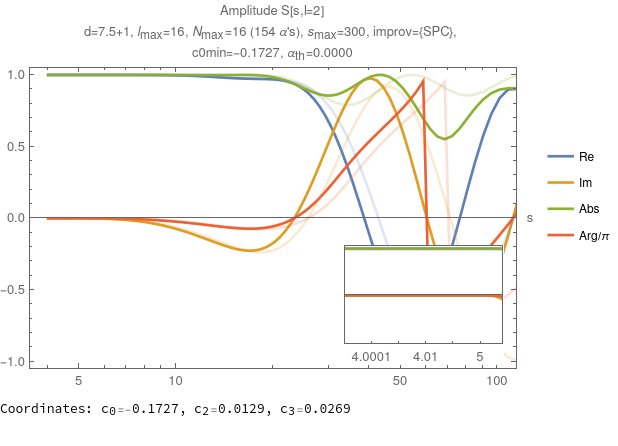 Amplitude S[s,l=2]
d=7.5+1, lmax=16, Nmax=16 (154 α's), smax=300, improv={SPC},
c0min=-0.1727, αth=0.0000
1.0
0.5
0.0
-0.5
-1.0
s
Re
Im
Abs
Arg/π
4.0001 4.01 5
5 10 50 100
Coordinates: c0=-0.1727, c2=0.0129, c3=0.0269